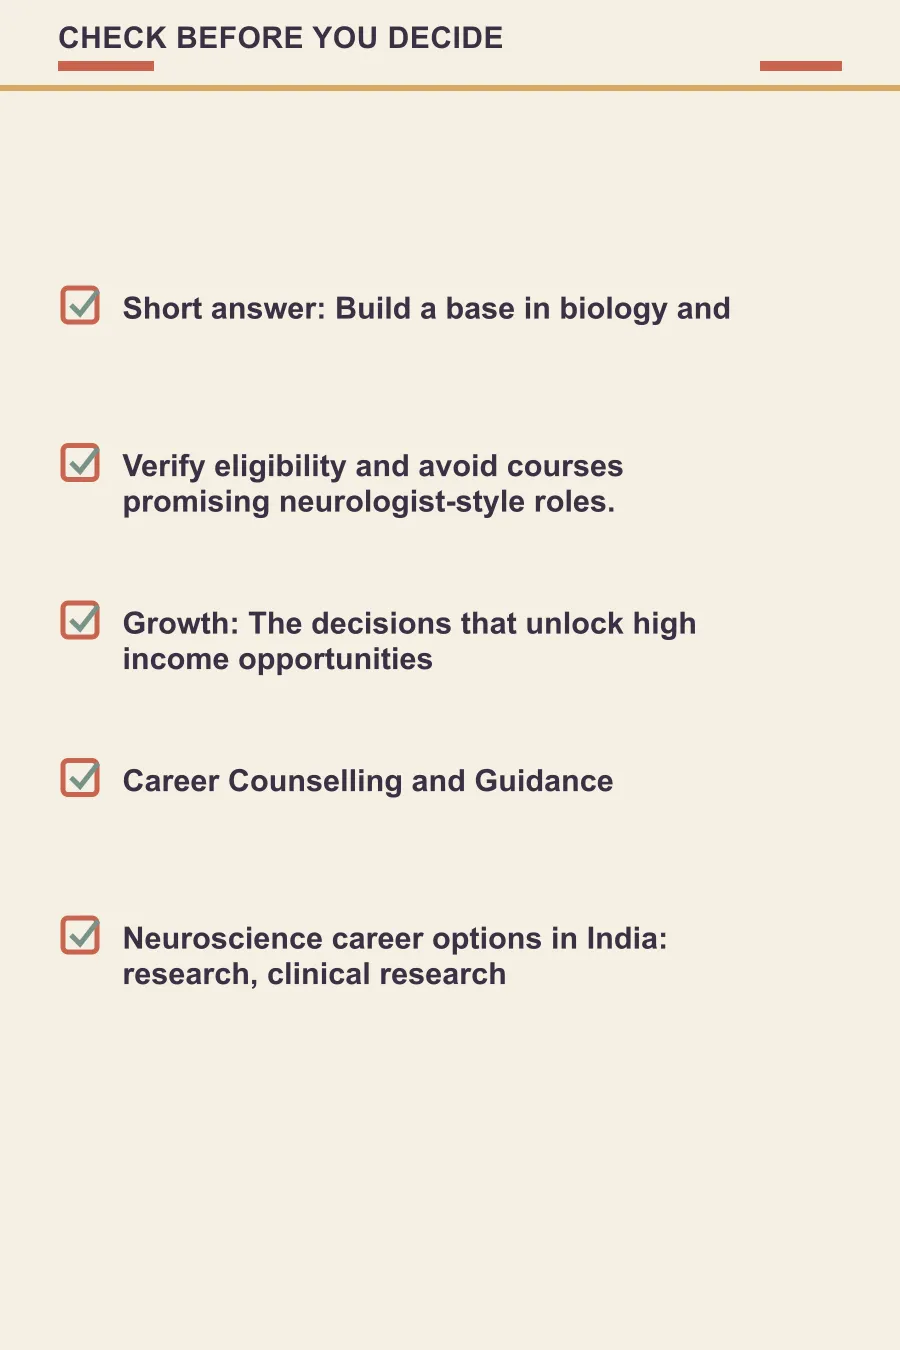 CHECK BEFORE YOU DECIDE
Short answer: Build a base in biology and
Verify eligibility and avoid courses
promising neurologist-style roles.
Growth: The decisions that unlock high
income opportunities
Career Counselling and Guidance
Neuroscience career options in India:
research, clinical research